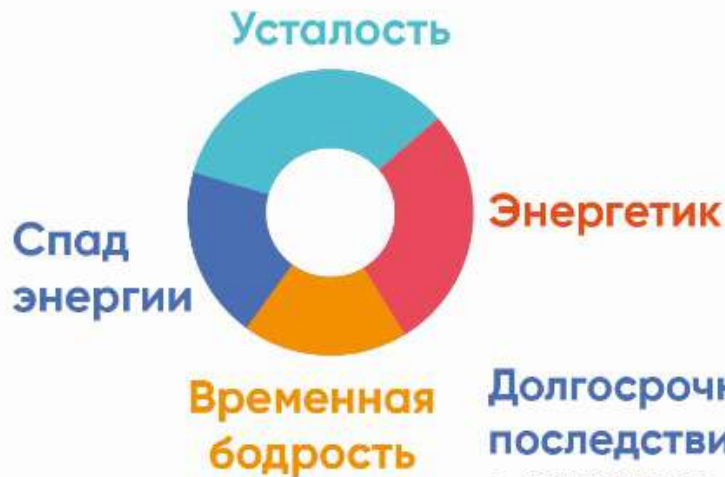 Усталость
Энергетик
Спад
энергии
Временная
бодрость